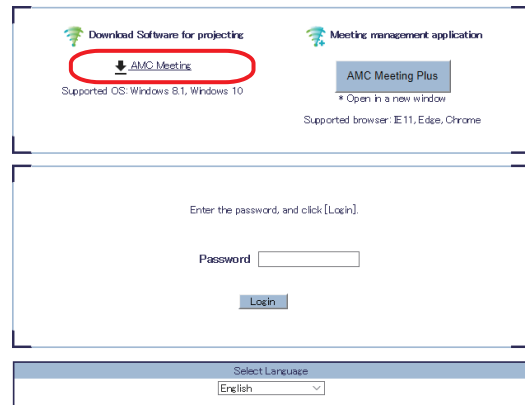 Download Software for projecting
AMC Meeting
Supported OS: Windows 8.1, Windows 10
Meeting management application
AMC Meeting Plus
* Open in a new window
Supported browser: IE11, Edge, Chrome
Enter the password, and click [Login].
Password
Login
Select Language
English